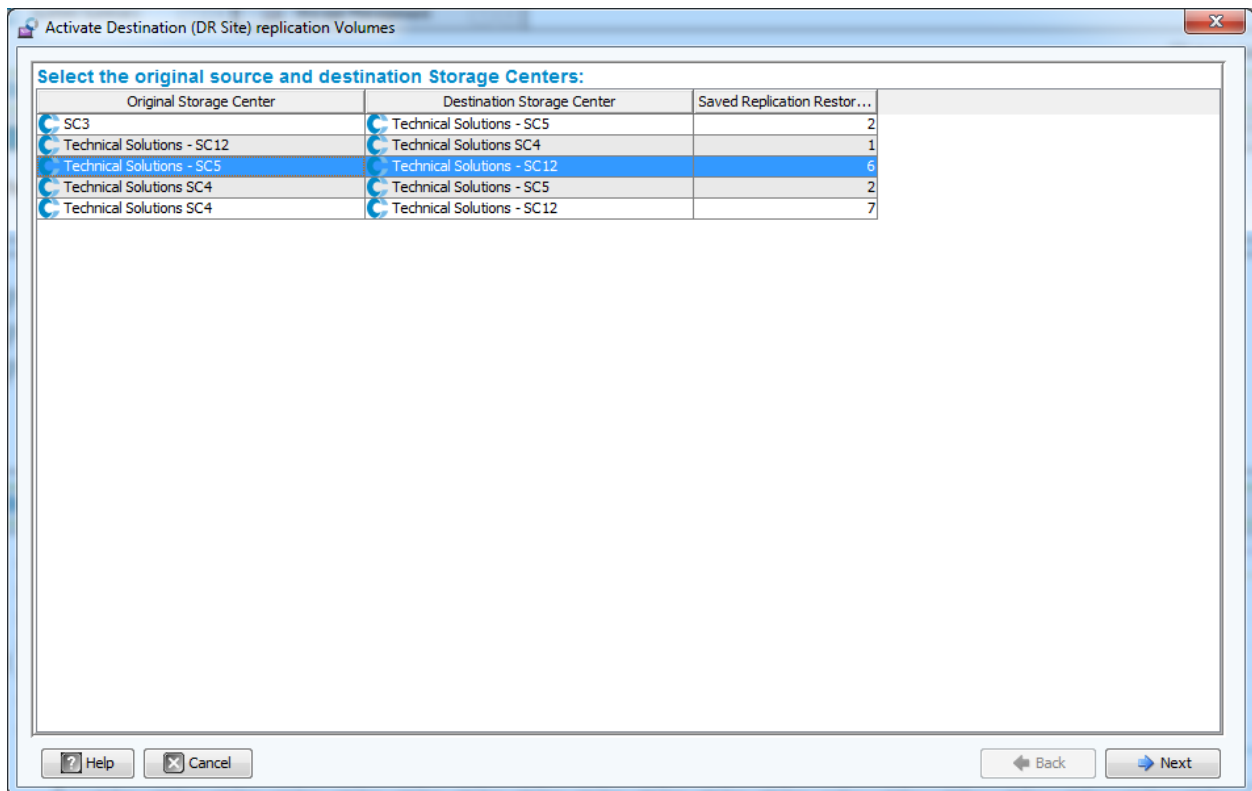 Activate Destination (DR Site) replication Volumes
Select the original source and destination Storage Centers:
Original Storage Center Destination Storage Center Saved Replication Restor...
SC3 Technical Solutions - SC5 2
Technical Solutions - SC12 Technical Solutions SC4 1
Technical Solutions - SC5 Technical Solutions - SC12 6
Technical Solutions SC4 Technical Solutions - SC5 2
Technical Solutions SC4 Technical Solutions - SC12 7
? Help Cancel Back Next